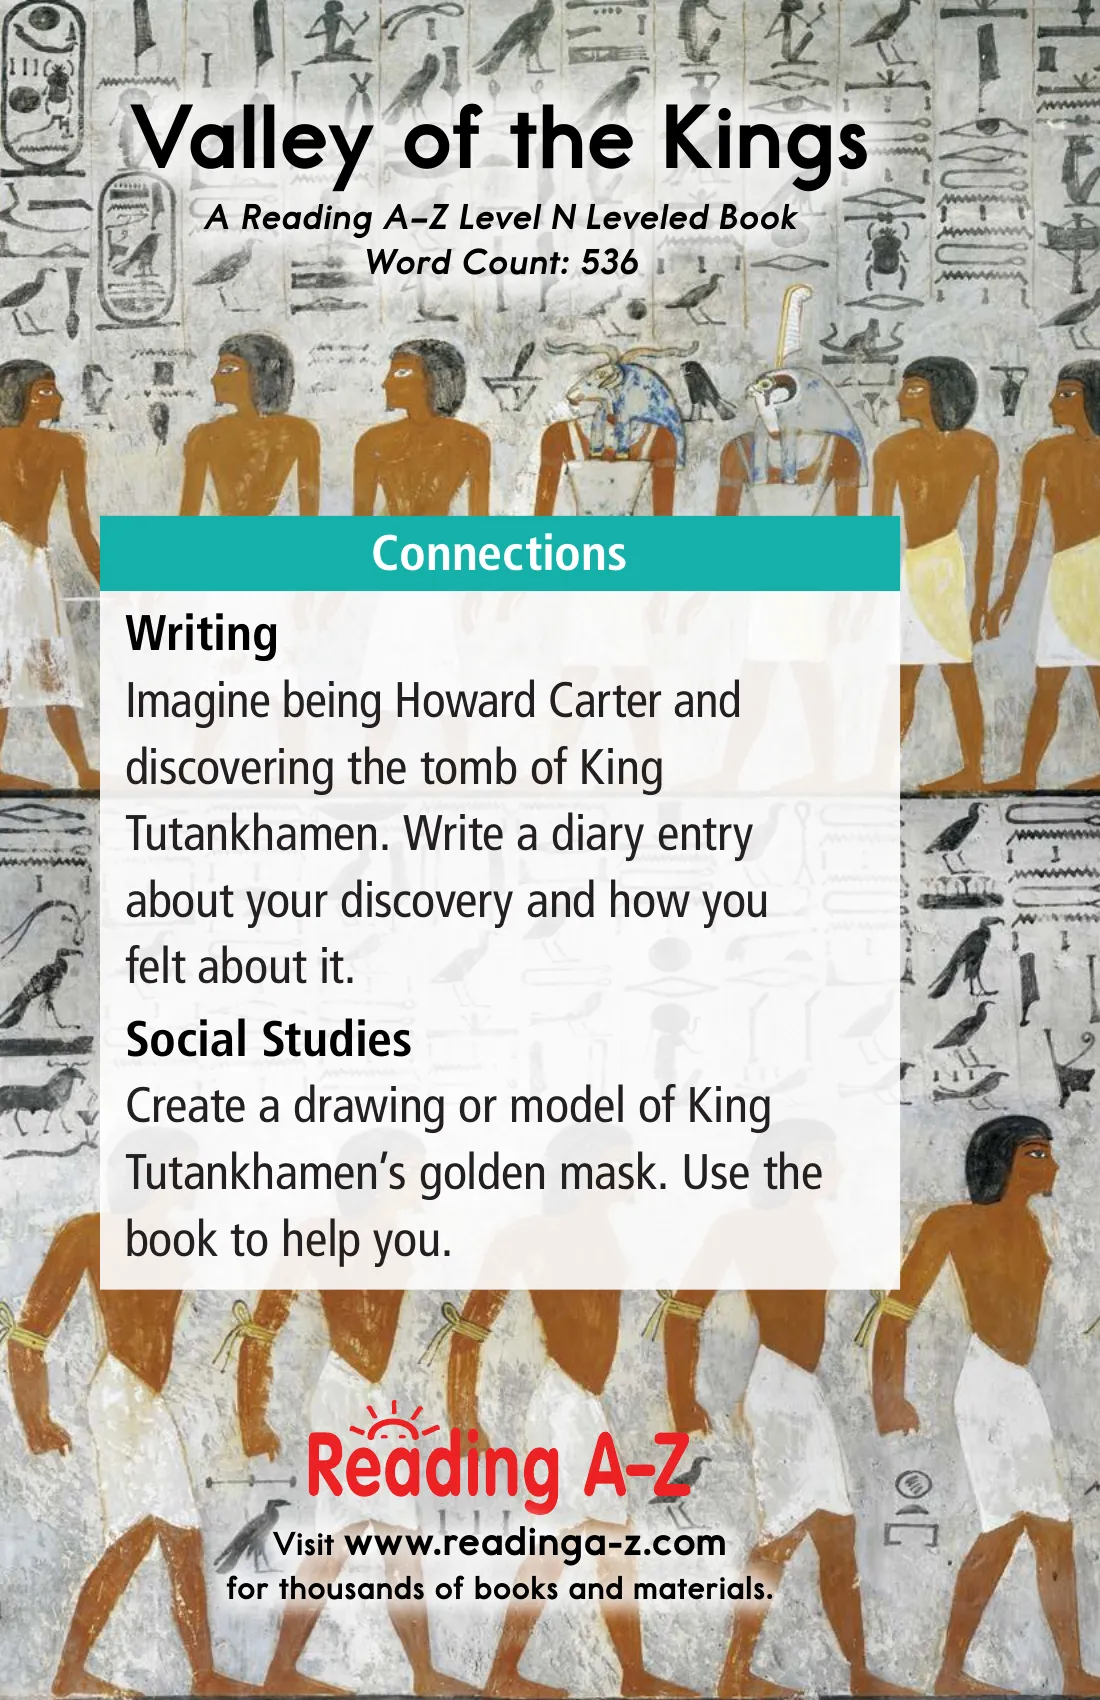 Valley of the Kings
A Reading A–Z Level N Leveled Book
Word Count: 536
Connections
Writing
Imagine being Howard Carter and
discovering the tomb of King
Tutankhamen. Write a diary entry
about your discovery and how you
felt about it.
Social Studies
Create a drawing or model of King
Tutankhamen’s golden mask. Use the
book to help you.
Reading A–Z
Visit www.readinga-z.com
for thousands of books and materials.